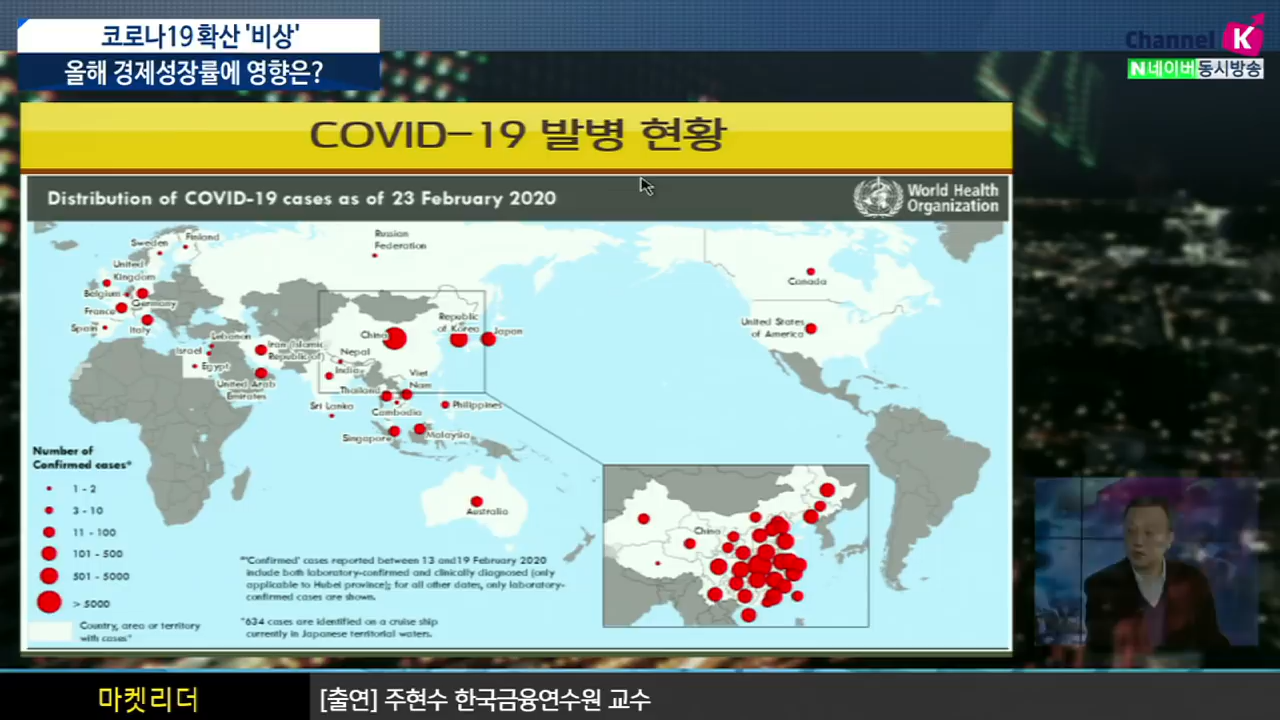 코로나19 확산 '비상'
올해 경제성장률에 영향은?
Channel K
N 네이버 동시방송
COVID-19 발병 현황
Distribution of COVID-19 cases as of 23 February 2020
World Health
Organization
Finland
Sweden
Russian
Federation
United
Kingdom
Belgium
Germany
France
Spain
Italy
Lebanon
Israel
Egypt
Iran (Islamic
Republic of)
United Arab
Emirates
China
Republic
of Korea
Japan
Nepal
India
Viet
Nam
Thailand
Sri Lanka
Cambodia
Philippines
Singapore
Malaysia
Australia
Canada
United States
of America
China
Number of
Confirmed cases*
1 - 2
3 - 10
11 - 100
101 - 500
501 - 5000
> 5000
Country, area or territory
with cases*
*'Confirmed' cases reported between 13 and19 February 2020
include both laboratory-confirmed and clinically diagnosed (only
applicable to Hubei province); for all other dates, only laboratory-
confirmed cases are shown.
*634 cases are identified on a cruise ship
currently in Japanese territorial waters.
마켓리더
[출연] 주현수 한국금융연수원 교수